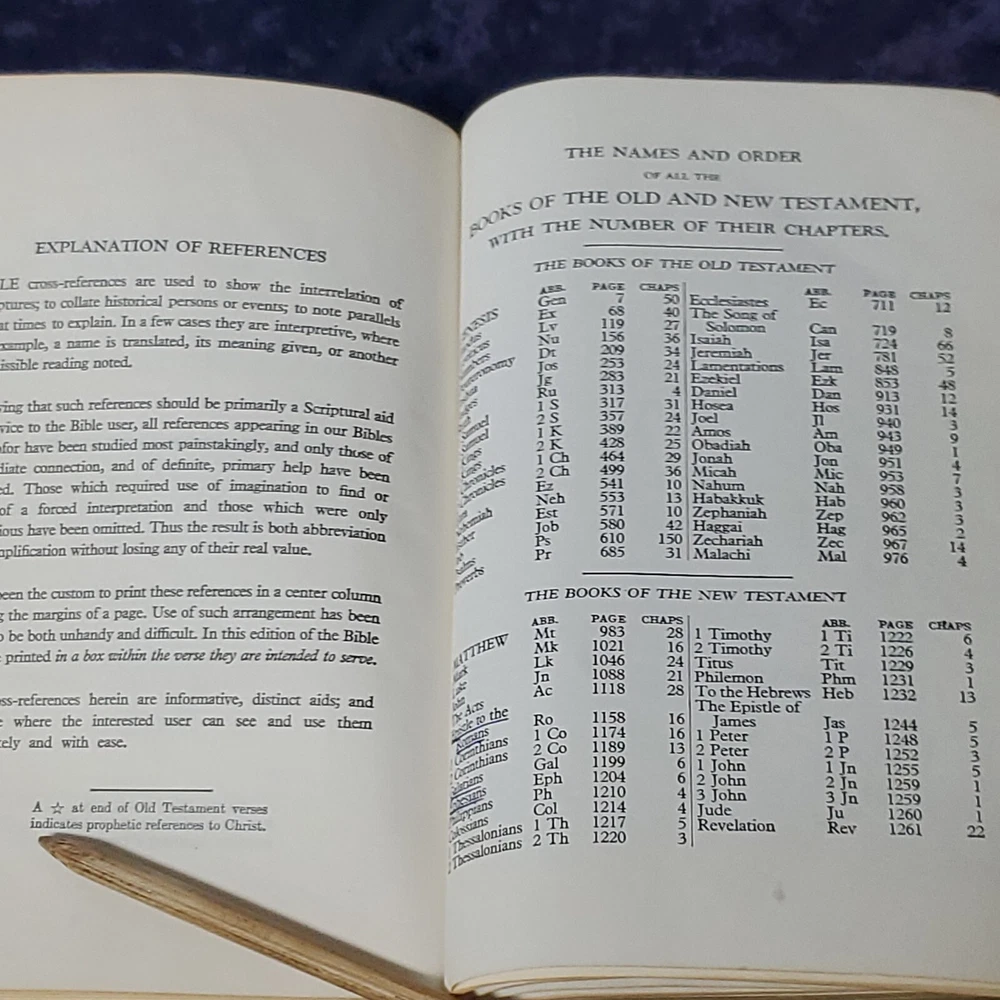 EXPLANATION OF REFERENCES
cross-references are used to show the interrelation of
to collate historical persons or events; to note parallels
at times to explain. In a few cases they are interpretive, where
a name is translated, its meaning given, or another
reading noted.
that such references should be primarily a Scriptural aid
to the Bible user, all references appearing in our Bibles
have been studied most painstakingly, and only those of
connection, and of definite, primary help have been
Those which required use of imagination to find or
of a forced interpretation and those which were only
have been omitted. Thus the result is both abbreviation
without losing any of their real value.
been the custom to print these references in a center column
the margins of a page. Use of such arrangement has been
be both unhandy and difficult. In this edition of the Bible
printed in a box within the verse they are intended to serve.
herein are informative, distinct aids; and
where the interested user can see and use them
and with ease.
A ☆ at end of Old Testament verses
indicates prophetic references to Christ.
THE NAMES AND ORDER
OF ALL THE
BOOKS OF THE OLD AND NEW TESTAMENT,
WITH THE NUMBER OF THEIR CHAPTERS.
THE BOOKS OF THE OLD TESTAMENT
ABB. PAGE CHAPS
Gen 7 50
Ex 68 40
Lv 119 27
Nu 156 36
Dt 209 34
Jos 253 24
Jg 283 21
Ru 313 4
1 S 317 31
2 S 357 24
1 K 389 22
2 K 428 25
1 Ch 464 29
2 Ch 499 36
Ez 541 10
Neh 553 13
Est 571 10
Job 580 42
Ps 610 150
Pr 685 31
ABB. PAGE CHAPS
Ecclesiastes Ec 711 12
The Song of
Solomon Can 719 8
Isaiah Isa 724 66
Jeremiah Jer 781 52
Lamentations Lam 848 5
Ezekiel Ezk 853 48
Daniel Dan 913 12
Hosea Hos 931 14
Joel Jl 940 3
Amos Am 943 9
Obadiah Oba 949 1
Jonah Jon 951 4
Micah Mic 953 7
Nahum Nah 958 3
Habakkuk Hab 960 3
Zephaniah Zep 962 3
Haggai Hag 965 2
Zechariah Zec 967 14
Malachi Mal 976 4
THE BOOKS OF THE NEW TESTAMENT
ABB. PAGE CHAPS
MATTHEW Mt 983 28
Mark Mk 1021 16
Lk 1046 24
Jn 1088 21
The Acts Ac 1118 28
to the
Romans Ro 1158 16
Corinthians 1 Co 1174 16
Corinthians 2 Co 1189 13
Gal 1199 6
Ephesians Eph 1204 6
Philippians Ph 1210 4
Colossians Col 1214 4
Thessalonians 1 Th 1217 5
2 Thessalonians 2 Th 1220 3
ABB. PAGE CHAPS
1 Timothy 1 Ti 1222 6
2 Timothy 2 Ti 1226 4
Titus Tit 1229 3
Philemon Phm 1231 1
To the Hebrews Heb 1232 13
The Epistle of
James Jas 1244 5
1 Peter 1 P 1248 5
2 Peter 2 P 1252 3
1 John 1 Jn 1255 5
2 John 2 Jn 1259 1
3 John 3 Jn 1259 1
Jude Ju 1260 1
Revelation Rev 1261 22